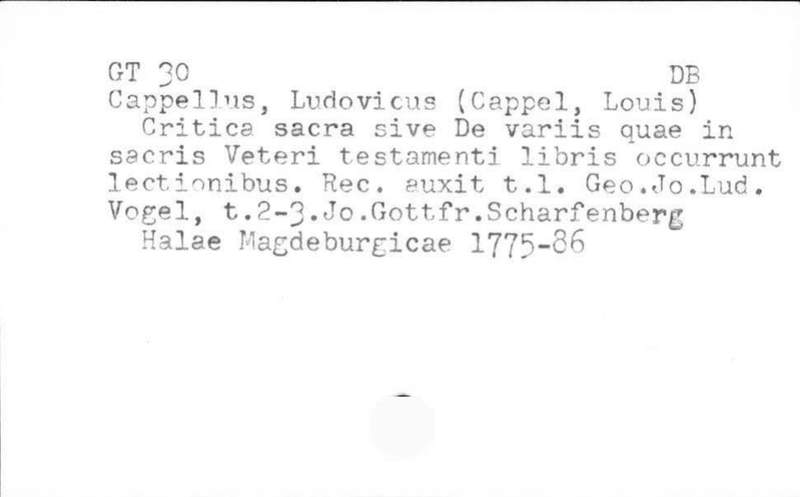 GT 30 DB
Cappellus, Ludovicus (Cappel, Louis)
Critica sacra sive De variis quae in
sacris Veteri testamenti libris occurrunt
lectionibus. Rec. auxit t.l. Geo.Jo.Lud.
Vogel, t.2-3.Jo.Gottfr.Scharfenberg
Halae Magdeburgicae 1775-86